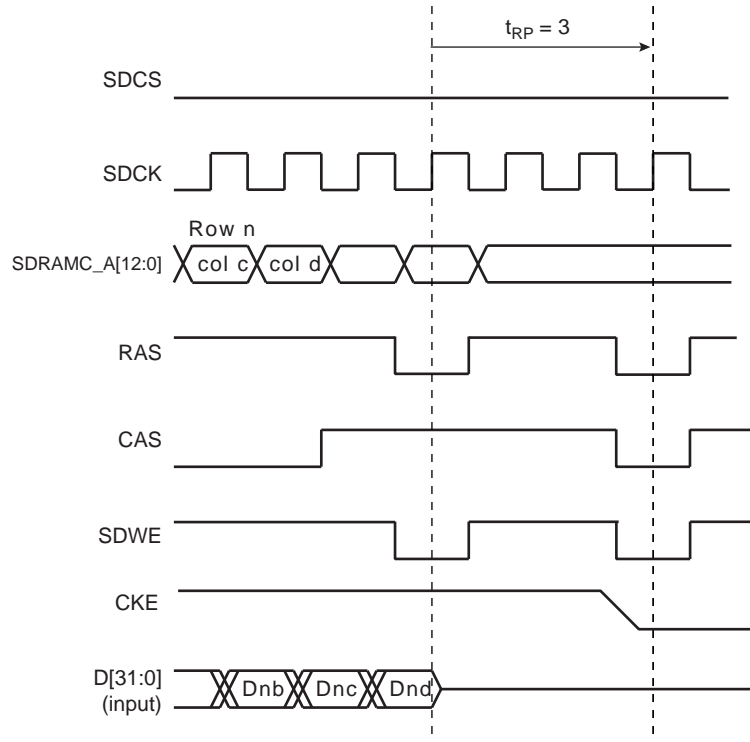 tRP = 3
SDCS
SDCK
Row n
SDRAMC_A[12:0]
col c
col d
RAS
CAS
SDWE
CKE
D[31:0]
(input)
Dnb
Dnc
Dnd